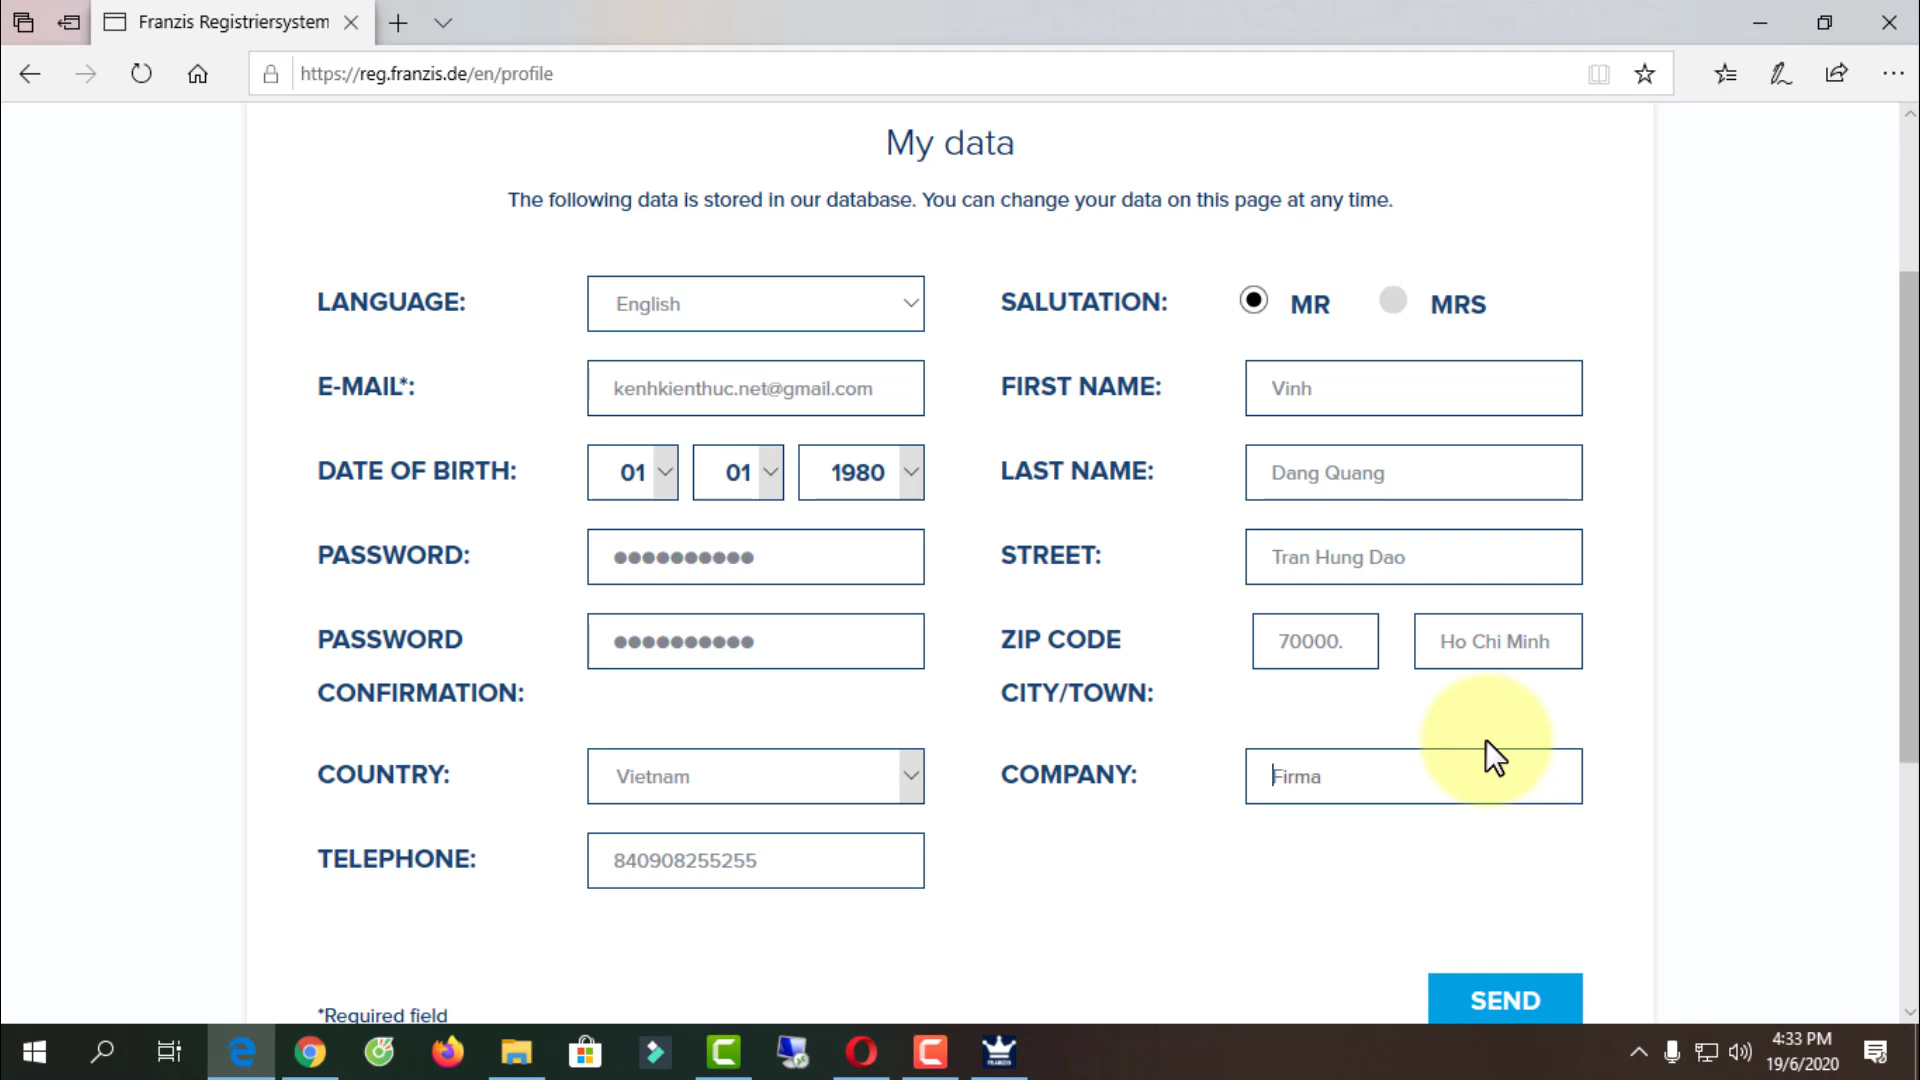 Franzis Registriersystem
https://reg.franzis.de/en/profile
My data
The following data is stored in our database. You can change your data on this page at any time.
LANGUAGE: English
SALUTATION: MR MRS
E-MAIL*: kenhkienthuc.net@gmail.com
FIRST NAME: Vinh
DATE OF BIRTH: 01 01 1980
LAST NAME: Dang Quang
PASSWORD: ●●●●●●●●●●
STREET: Tran Hung Dao
PASSWORD ●●●●●●●●●●
CONFIRMATION:
ZIP CODE 70000. Ho Chi Minh
CITY/TOWN:
COUNTRY: Vietnam
COMPANY: Firma
TELEPHONE: 840908255255
SEND
*Required field
FRANZIS
4:33 PM
19/6/2020